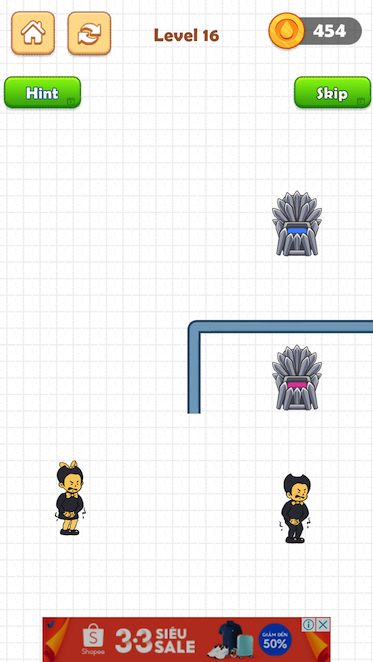 Level 16
454
Hint
Skip
Shopee
3·3 SIÊU
SALE
GIẢM ĐẾN
50%